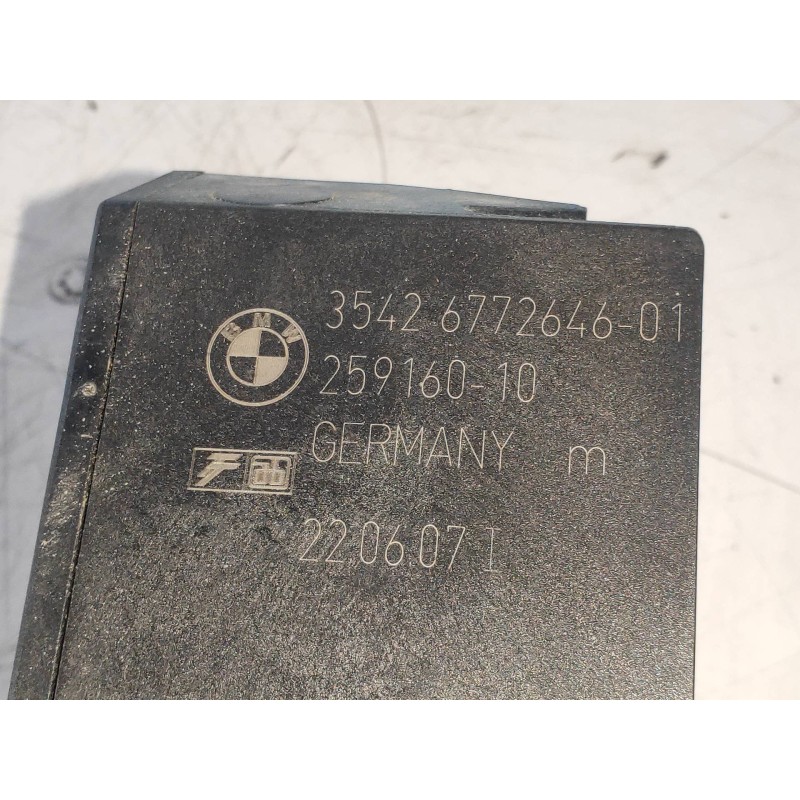 BMW
3542 6772646-01
259160-10
GERMANY m
22.06.07 I